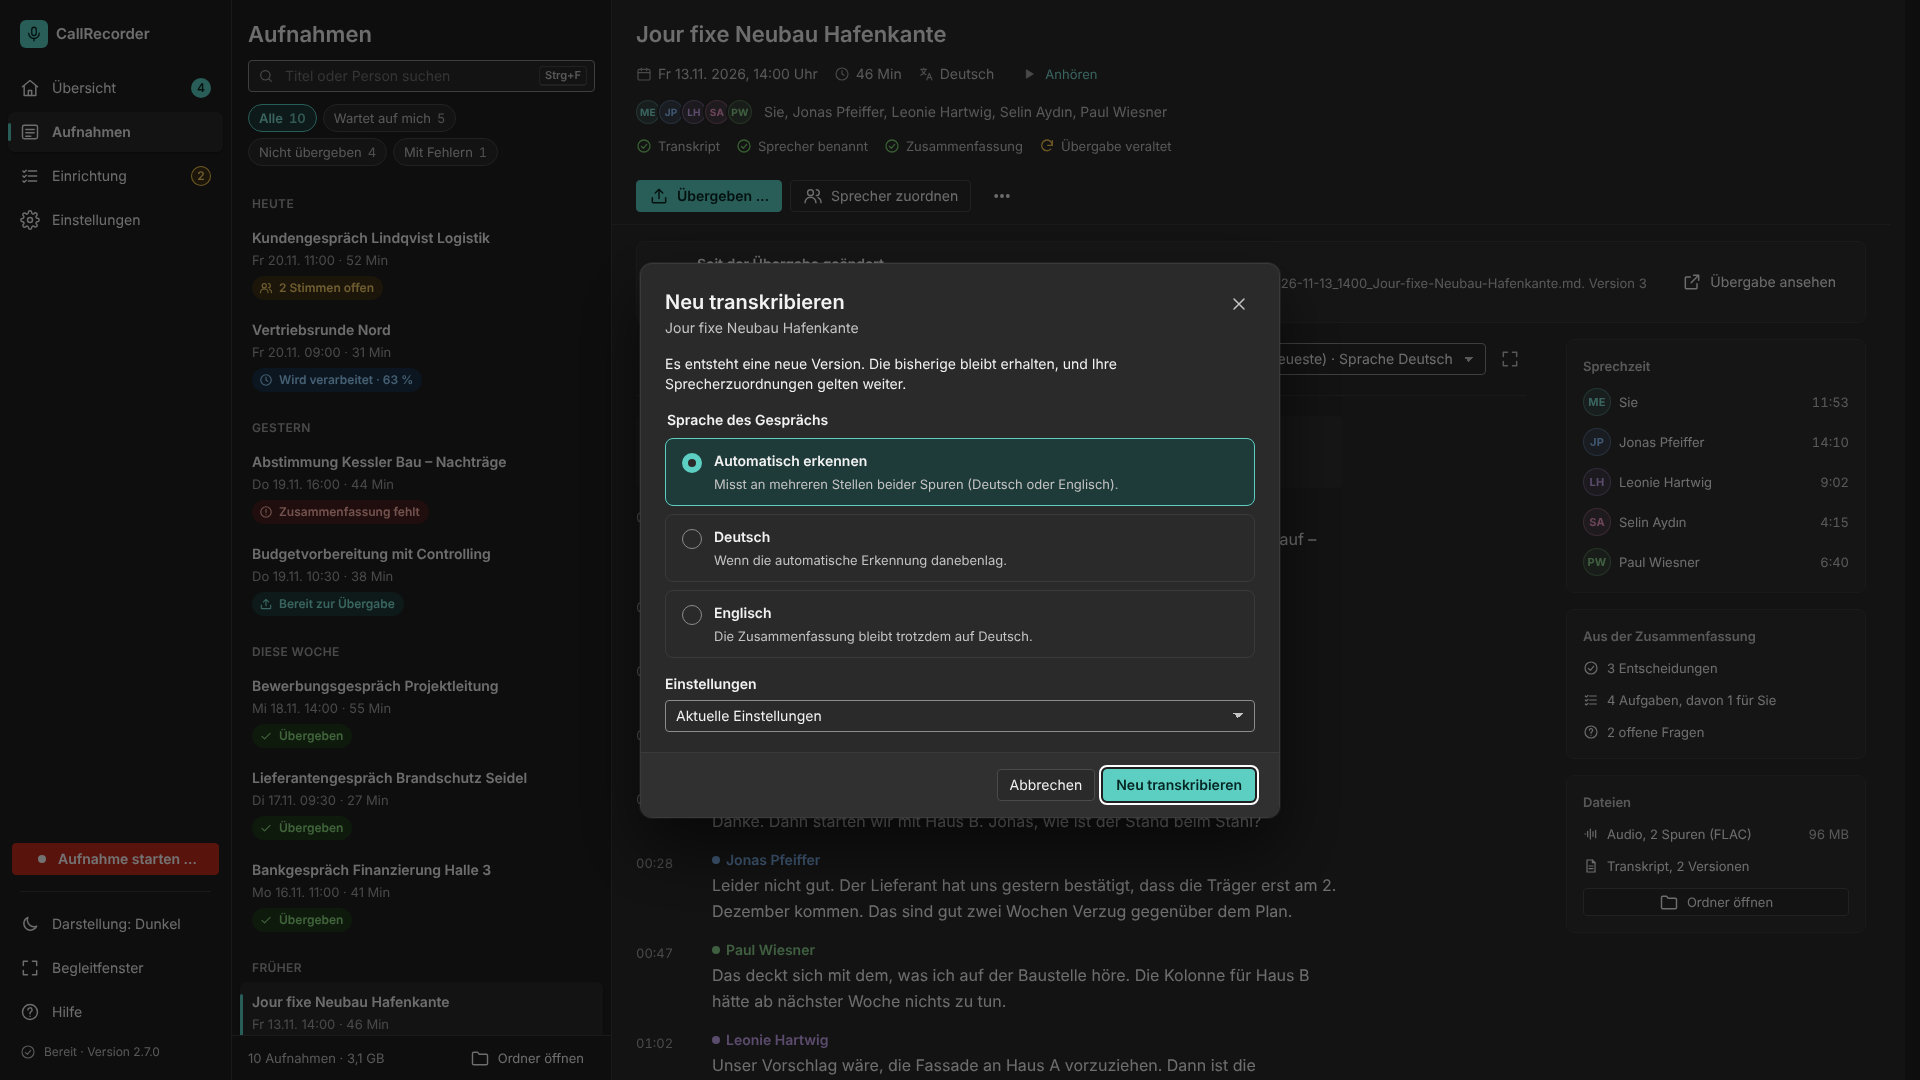 CallRecorder
Übersicht 4
Aufnahmen
Einrichtung 2
Einstellungen
Aufnahme starten ...
Darstellung: Dunkel
Begleitfenster
Hilfe
Bereit · Version 2.7.0
Aufnahmen
Titel oder Person suchen Strg+F
Alle 10 Wartet auf mich 5
Nicht übergeben 4 Mit Fehlern 1
HEUTE
Kundengespräch Lindqvist Logistik
Fr 20.11. 11:00 · 52 Min
2 Stimmen offen
Vertriebsrunde Nord
Fr 20.11. 09:00 · 31 Min
Wird verarbeitet · 63 %
GESTERN
Abstimmung Kessler Bau – Nachträge
Do 19.11. 16:00 · 44 Min
Zusammenfassung fehlt
Budgetvorbereitung mit Controlling
Do 19.11. 10:30 · 38 Min
Bereit zur Übergabe
DIESE WOCHE
Bewerbungsgespräch Projektleitung
Mi 18.11. 14:00 · 55 Min
Übergeben
Lieferantengespräch Brandschutz Seidel
Di 17.11. 09:30 · 27 Min
Übergeben
Bankgespräch Finanzierung Halle 3
Mo 16.11. 11:00 · 41 Min
Übergeben
FRÜHER
Jour fixe Neubau Hafenkante
Fr 13.11. 14:00 · 46 Min
10 Aufnahmen · 3,1 GB Ordner öffnen
Jour fixe Neubau Hafenkante
Fr 13.11. 2026, 14:00 Uhr 46 Min Deutsch Anhören
ME JP LH SA PW Sie, Jonas Pfeiffer, Leonie Hartwig, Selin Aydın, Paul Wiesner
Transkript Sprecher benannt Zusammenfassung Übergabe veraltet
Übergeben ... Sprecher zuordnen
Seit der Übergabe geändert
26-11-13_1400_Jour-fixe-Neubau-Hafenkante.md. Version 3 Übergabe ansehen
Neu transkribieren
Jour fixe Neubau Hafenkante
Es entsteht eine neue Version. Die bisherige bleibt erhalten, und Ihre
Sprecherzuordnungen gelten weiter.
Sprache des Gesprächs
Automatisch erkennen
Misst an mehreren Stellen beider Spuren (Deutsch oder Englisch).
Deutsch
Wenn die automatische Erkennung danebenlag.
Englisch
Die Zusammenfassung bleibt trotzdem auf Deutsch.
Einstellungen
Aktuelle Einstellungen
Abbrechen Neu transkribieren
· Sprache Deutsch
auf –
Danke. Dann starten wir mit Haus B. Jonas, wie ist der Stand beim Stahl?
00:28 Jonas Pfeiffer
Leider nicht gut. Der Lieferant hat uns gestern bestätigt, dass die Träger erst am 2.
Dezember kommen. Das sind gut zwei Wochen Verzug gegenüber dem Plan.
00:47 Paul Wiesner
Das deckt sich mit dem, was ich auf der Baustelle höre. Die Kolonne für Haus B
hätte ab nächster Woche nichts zu tun.
01:02 Leonie Hartwig
Unser Vorschlag wäre, die Fassade an Haus A vorzuziehen. Dann ist die
Sprechzeit
ME Sie 11:53
JP Jonas Pfeiffer 14:10
LH Leonie Hartwig 9:02
SA Selin Aydın 4:15
PW Paul Wiesner 6:40
Aus der Zusammenfassung
3 Entscheidungen
4 Aufgaben, davon 1 für Sie
2 offene Fragen
Dateien
Audio, 2 Spuren (FLAC) 96 MB
Transkript, 2 Versionen
Ordner öffnen